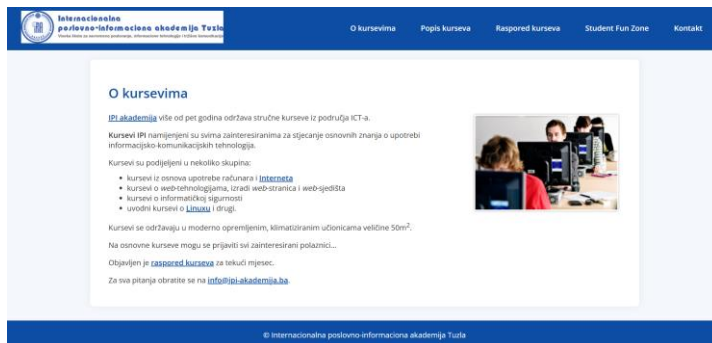 Internacionalna
poslovno-informaciona akademija Tuzla
O kursevima
Popis kurseva
Raspored kurseva
Student Fun Zone
Kontakt
O kursevima
IPI akademija više od pet godina održava stručne kurseve iz područja ICT-a.
Kursevi IPI namijenjeni su svima zainteresiranima za stjecanje osnovnih znanja o upotrebi
informacijsko-komunikacijskih tehnologija.
Kursevi su podijeljeni u nekoliko skupina:
kursevi iz osnova upotrebe računara i Interneta
kursevi o web-tehnologijama, izradi web-stranica i web-sjedišta
kursevi o informatičkoj sigurnosti
uvodni kursevi o Linuxu i drugi.
Kursevi se održavaju u moderno opremljenim, klimatiziranim učionicama veličine 50m².
Na osnovne kurseve mogu se prijaviti svi zainteresirani polaznici...
Objavljen je raspored kurseva za tekući mjesec.
Za sva pitanja obratite se na info@ipi-akademija.ba.
© Internacionalna poslovno-informaciona akademija Tuzla